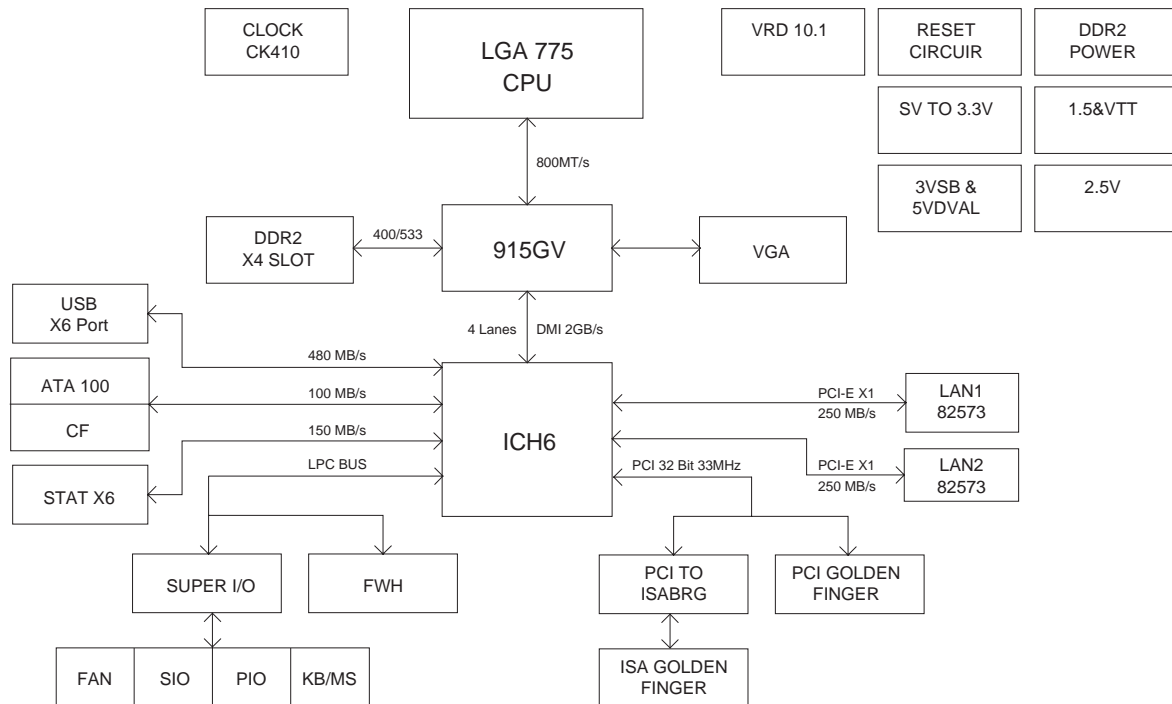 CLOCK
CK410
LGA 775
CPU
VRD 10.1
RESET
CIRCUIR
DDR2
POWER
SV TO 3.3V
1.5&VTT
3VSB &
5VDVAL
2.5V
800MT/s
DDR2
X4 SLOT
400/533
915GV
VGA
USB
X6 Port
4 Lanes
DMI 2GB/s
480 MB/s
ATA 100
CF
100 MB/s
150 MB/s
STAT X6
LPC BUS
ICH6
PCI-E X1
250 MB/s
LAN1
82573
PCI 32 Bit 33MHz
PCI-E X1
250 MB/s
LAN2
82573
SUPER I/O
FWH
PCI TO
ISABRG
PCI GOLDEN
FINGER
FAN
SIO
PIO
KB/MS
ISA GOLDEN
FINGER